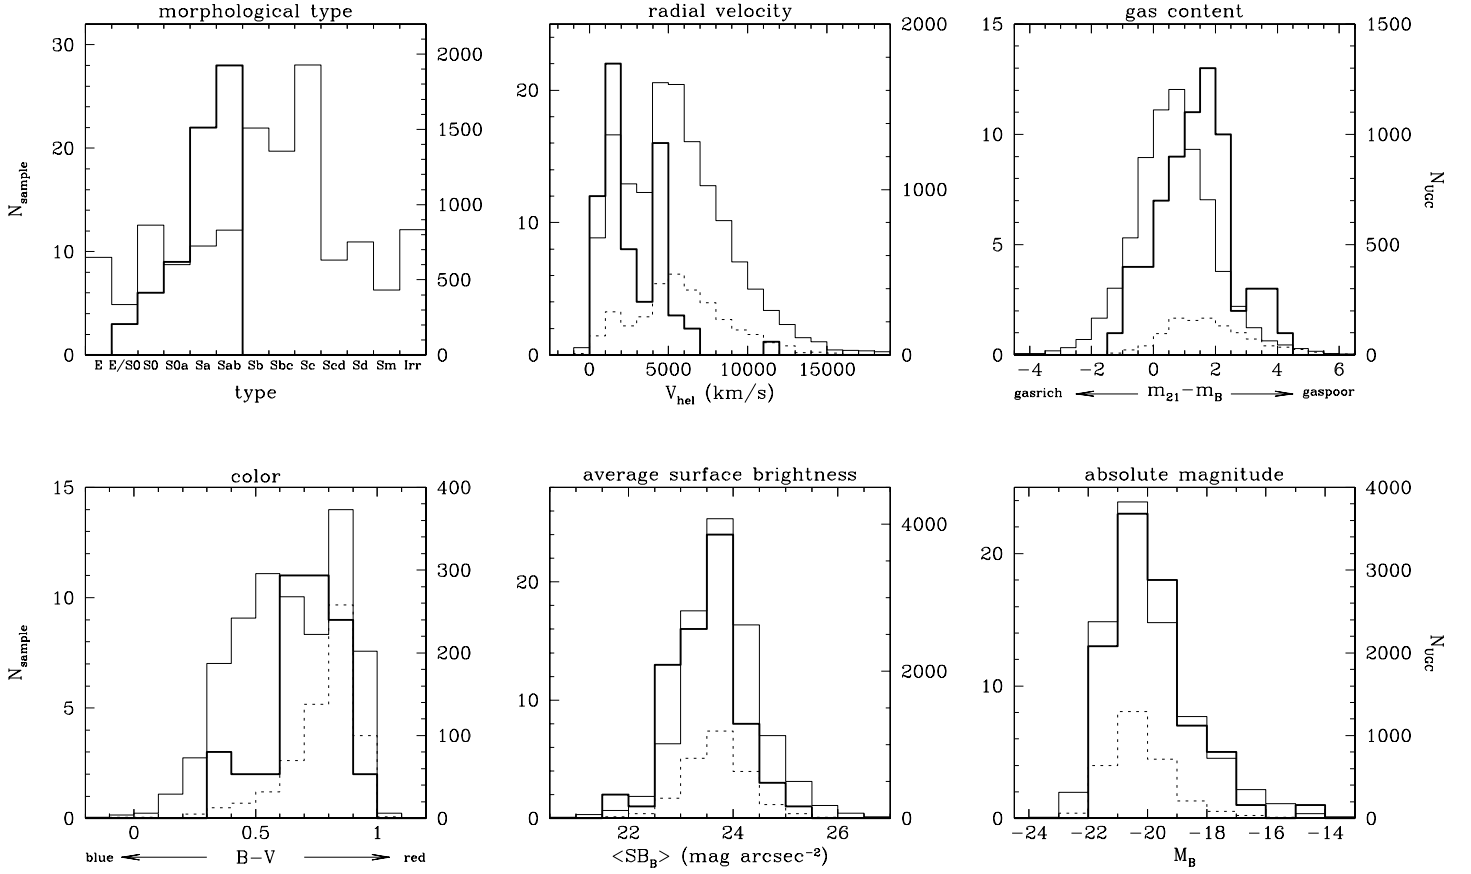 morphological type
radial velocity
gas content
30
20
10
0
2000
1500
1000
500
0
20
10
0
2000
1000
0
15
10
5
0
1500
1000
500
0
N_sample
N_UGC
E E/S0 S0 S0a Sa Sab Sb Sbc Sc Scd Sd Sm Irr
type
0 5000 10000 15000
V_hel (km/s)
-4 -2 0 2 4 6
gasrich m_21-m_B gaspoor
color
average surface brightness
absolute magnitude
15
10
5
0
400
300
200
100
0
20
10
0
4000
2000
0
20
10
0
4000
3000
2000
1000
0
N_sample
N_UGC
0 0.5 1
blue B-V red
22 24 26
<SB_B> (mag arcsec^-2)
-24 -22 -20 -18 -16 -14
M_B